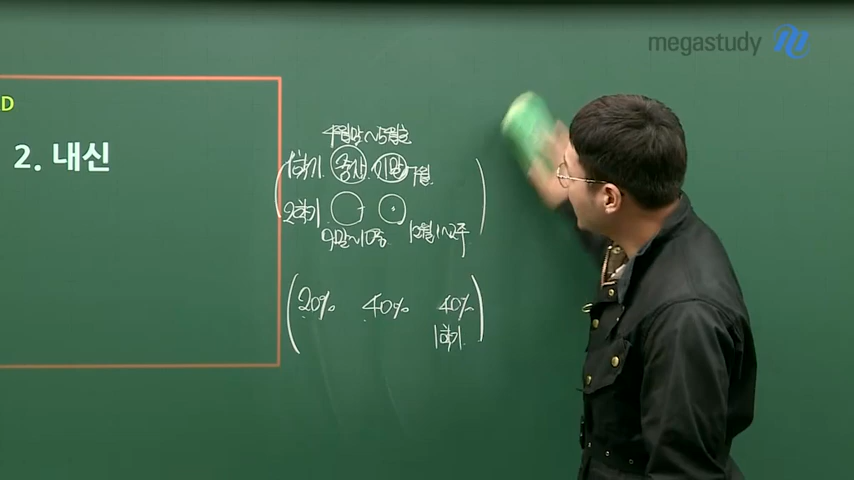 megastudy
D
2. 내신
4월말~5월초
1학기 중간 기말 7월
2학기
9말~10중 12월 1~2주
20% 40% 40%
1학기